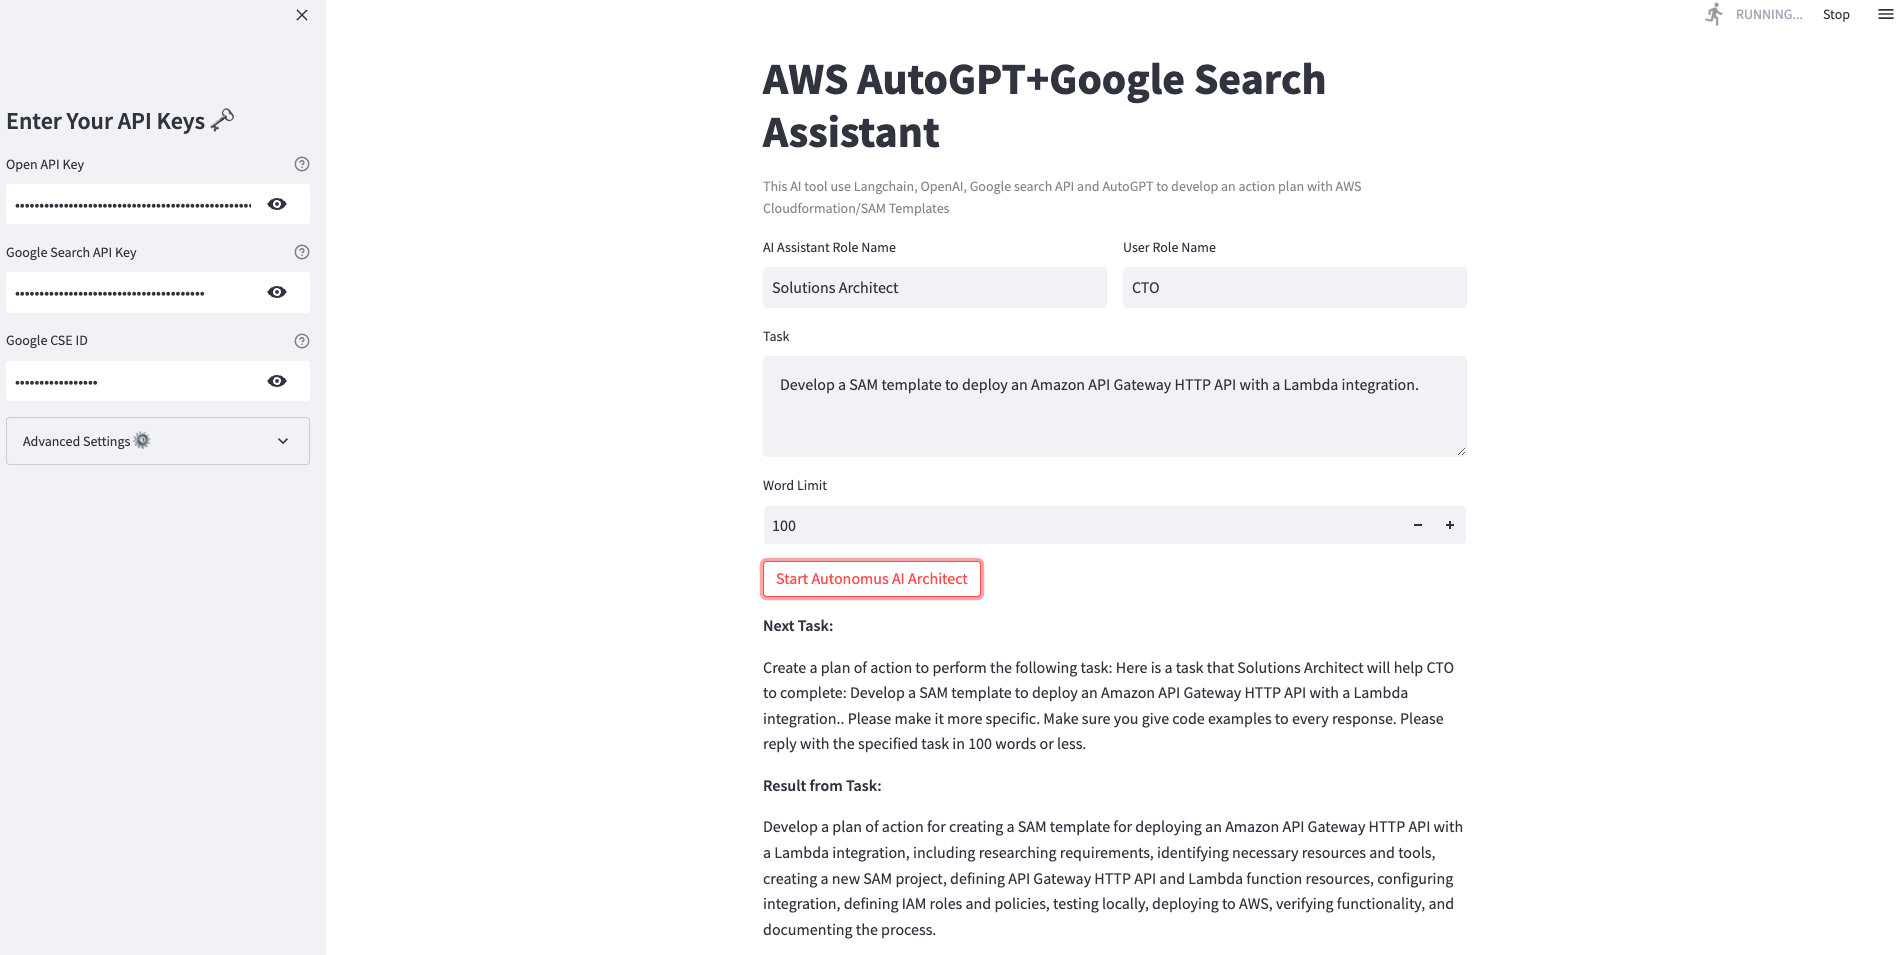 RUNNING...
Stop
Enter Your API Keys
Open API Key
••••••••••••••••••••••••••••••••••••••••••••••••
Google Search API Key
•••••••••••••••••••••••••••••••••••••••
Google CSE ID
•••••••••••••••••
Advanced Settings
AWS AutoGPT+Google Search
Assistant
This AI tool use Langchain, OpenAI, Google search API and AutoGPT to develop an action plan with AWS
Cloudformation/SAM Templates
AI Assistant Role Name
User Role Name
Solutions Architect
CTO
Task
Develop a SAM template to deploy an Amazon API Gateway HTTP API with a Lambda integration.
Word Limit
100
Start Autonomus AI Architect
Next Task:
Create a plan of action to perform the following task: Here is a task that Solutions Architect will help CTO
to complete: Develop a SAM template to deploy an Amazon API Gateway HTTP API with a Lambda
integration.. Please make it more specific. Make sure you give code examples to every response. Please
reply with the specified task in 100 words or less.
Result from Task:
Develop a plan of action for creating a SAM template for deploying an Amazon API Gateway HTTP API with
a Lambda integration, including researching requirements, identifying necessary resources and tools,
creating a new SAM project, defining API Gateway HTTP API and Lambda function resources, configuring
integration, defining IAM roles and policies, testing locally, deploying to AWS, verifying functionality, and
documenting the process.